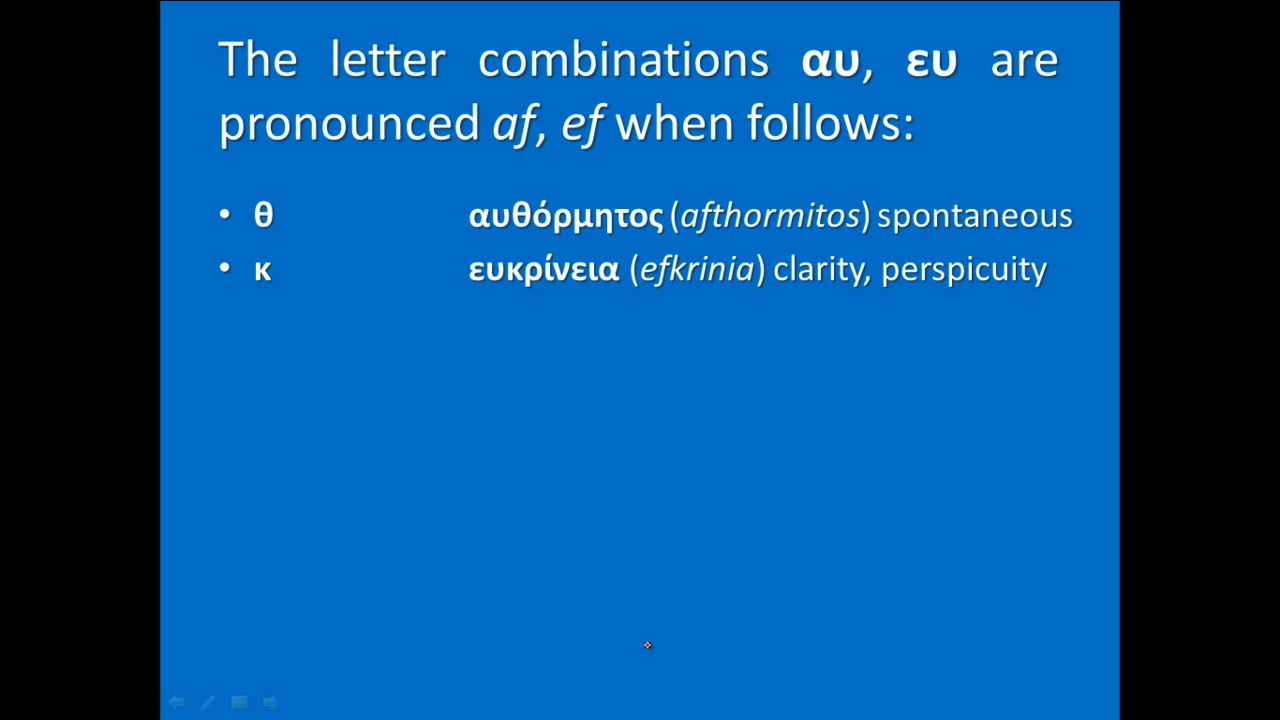 The letter combinations αυ, ευ are
pronounced af, ef when follows:
• θ αυθόρμητος (afthormitos) spontaneous
• κ ευκρίνεια (efkrinia) clarity, perspicuity